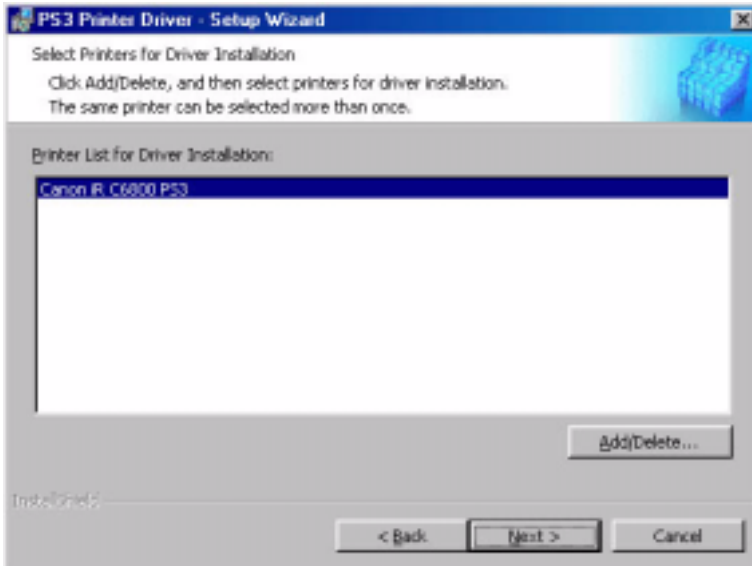 PS3 Printer Driver - Setup Wizard
Select Printers for Driver Installation
Click Add/Delete, and then select printers for driver installation.
The same printer can be selected more than once.
Printer List for Driver Installation:
Canon iR C6800 PS3
Add/Delete...
InstallShield
< Back
Next >
Cancel